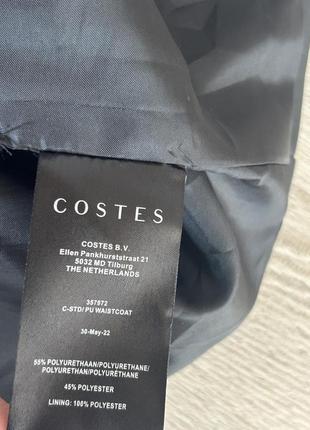 COSTES
COSTES B.V.
Ellen Pankhurststraat 21
5032 MD Tilburg
THE NETHERLANDS
357572
C-STD/ PU WAISTCOAT
30-May-22
55% POLYURETHAAN/POLYURETHANE/
POLYURETHAN/POLYURÉTHANE
45% POLYESTER
LINING: 100% POLYESTER